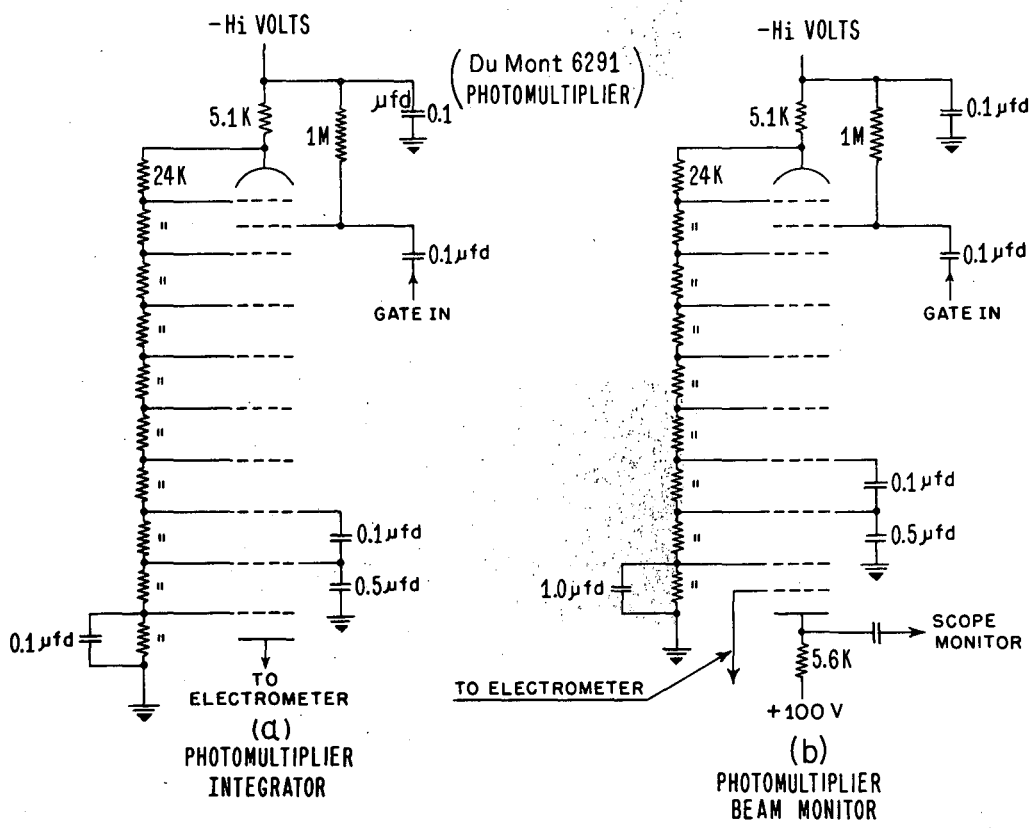 -Hi VOLTS
(Du Mont 6291
PHOTOMULTIPLIER)
5.1K
1M
μfd 0.1
24K
"
"
"
"
"
"
"
"
"
0.1μfd
GATE IN
0.1μfd
0.5μfd
0.1μfd
TO
ELECTROMETER
(a)
PHOTOMULTIPLIER
INTEGRATOR
-Hi VOLTS
5.1K
1M
0.1μfd
24K
"
"
"
"
"
"
"
"
0.1μfd
GATE IN
0.1μfd
0.5μfd
1.0μfd
SCOPE
MONITOR
5.6K
TO ELECTROMETER
+100 V
(b)
PHOTOMULTIPLIER
BEAM MONITOR